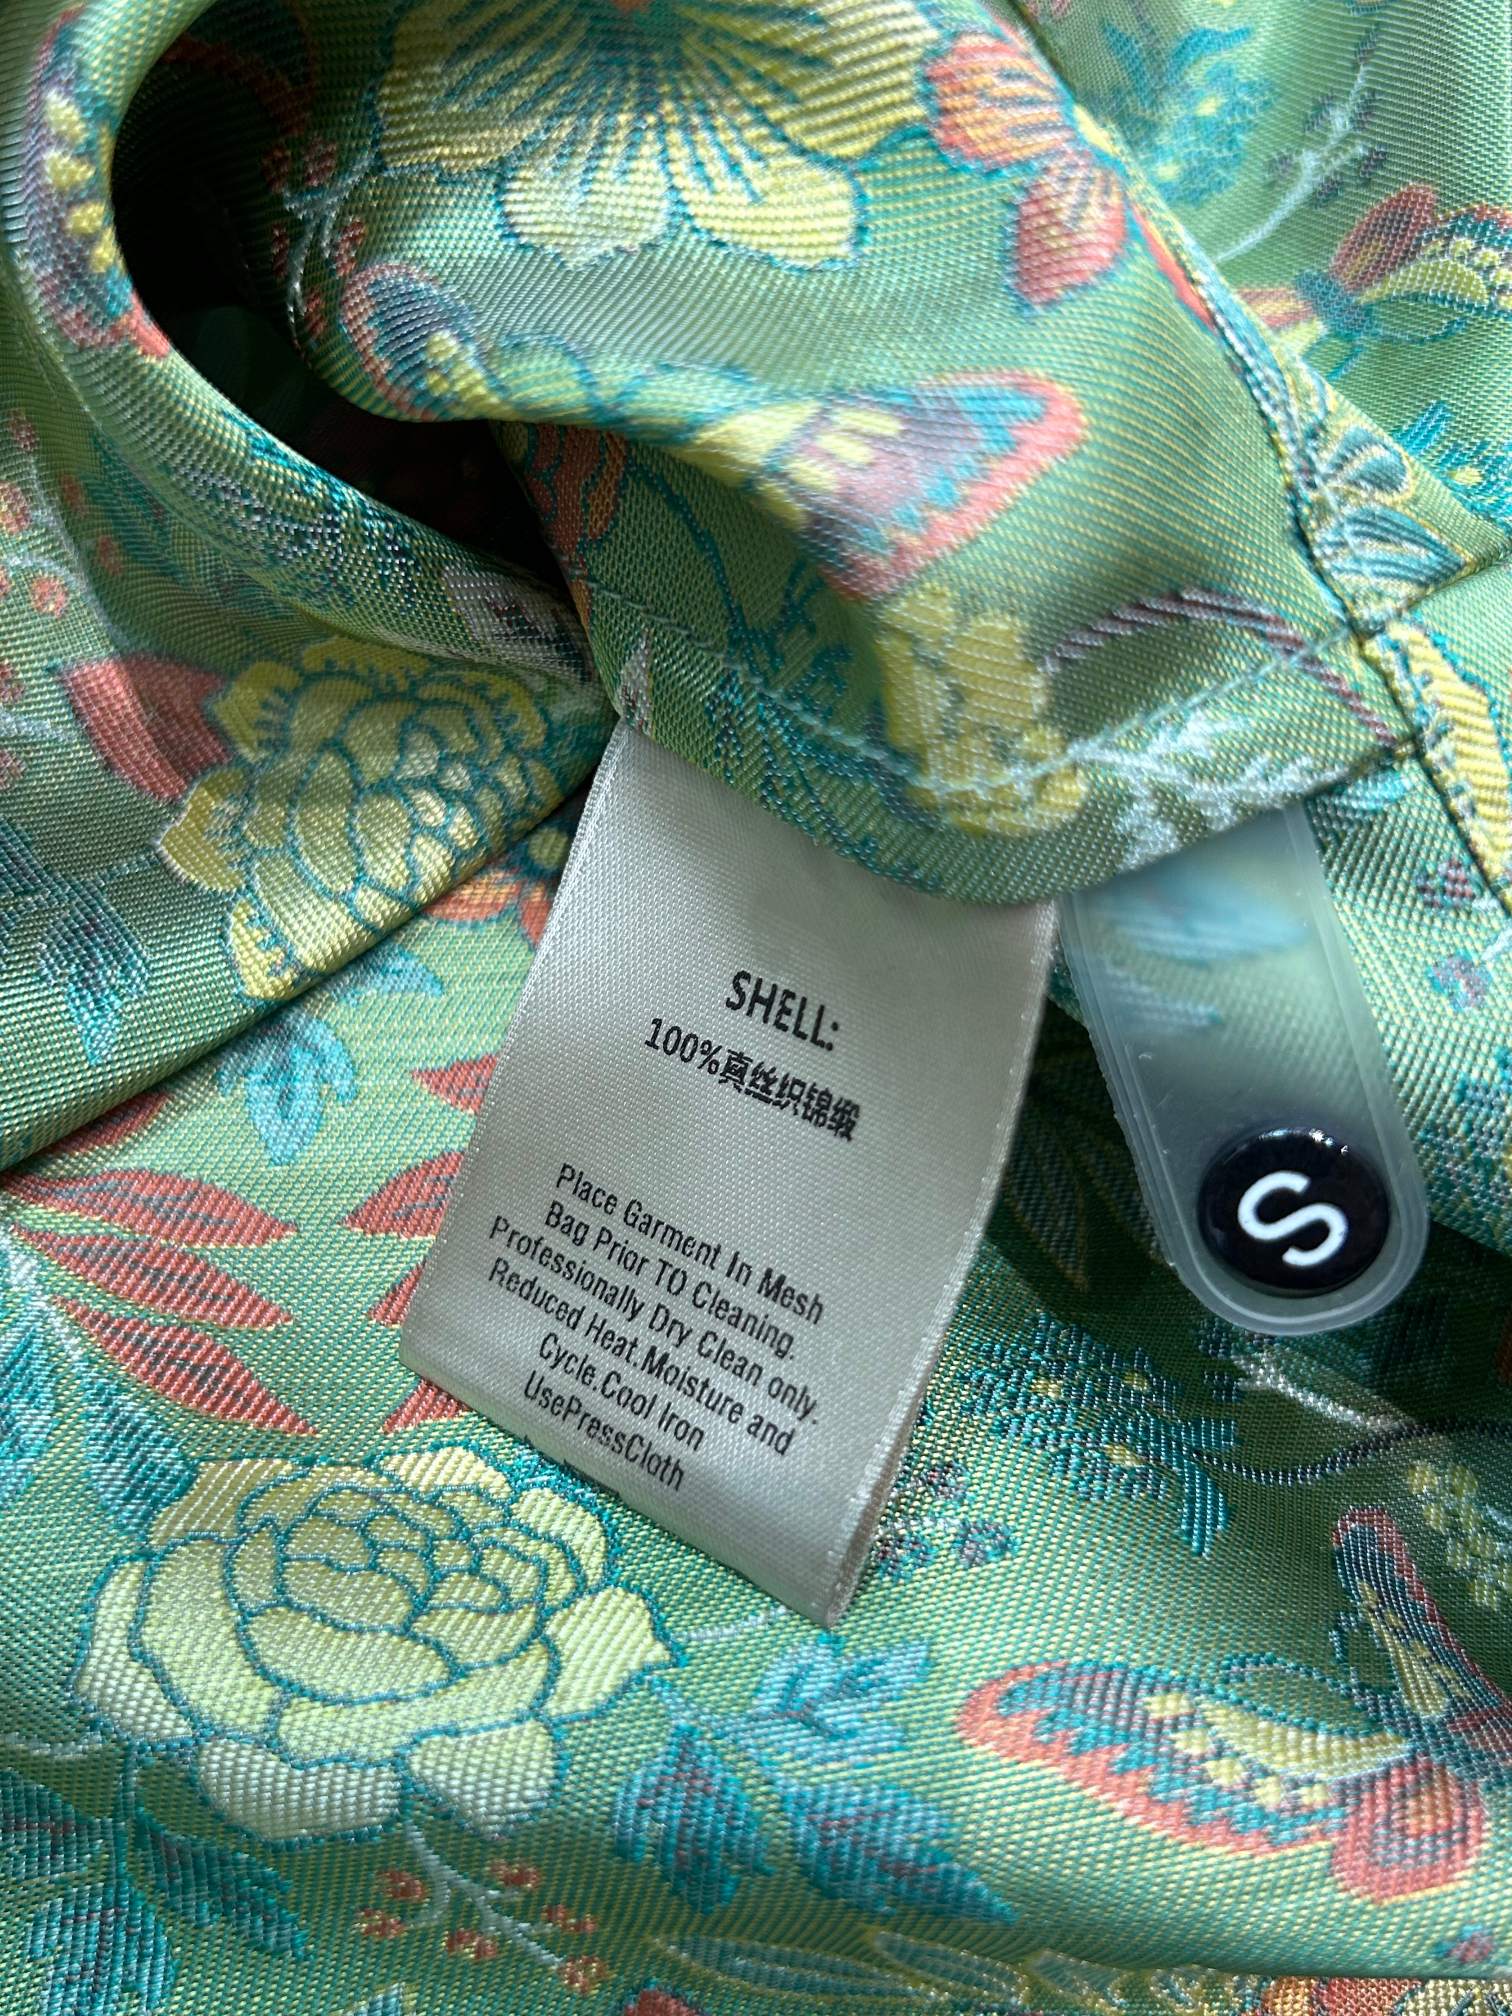 SHELL:
100%真丝织锦缎
Place Garment In Mesh
Bag Prior TO Cleaning.
Professionally Dry Clean only.
Reduced Heat.Moisture and
Cycle.Cool Iron
UsePressCloth
S